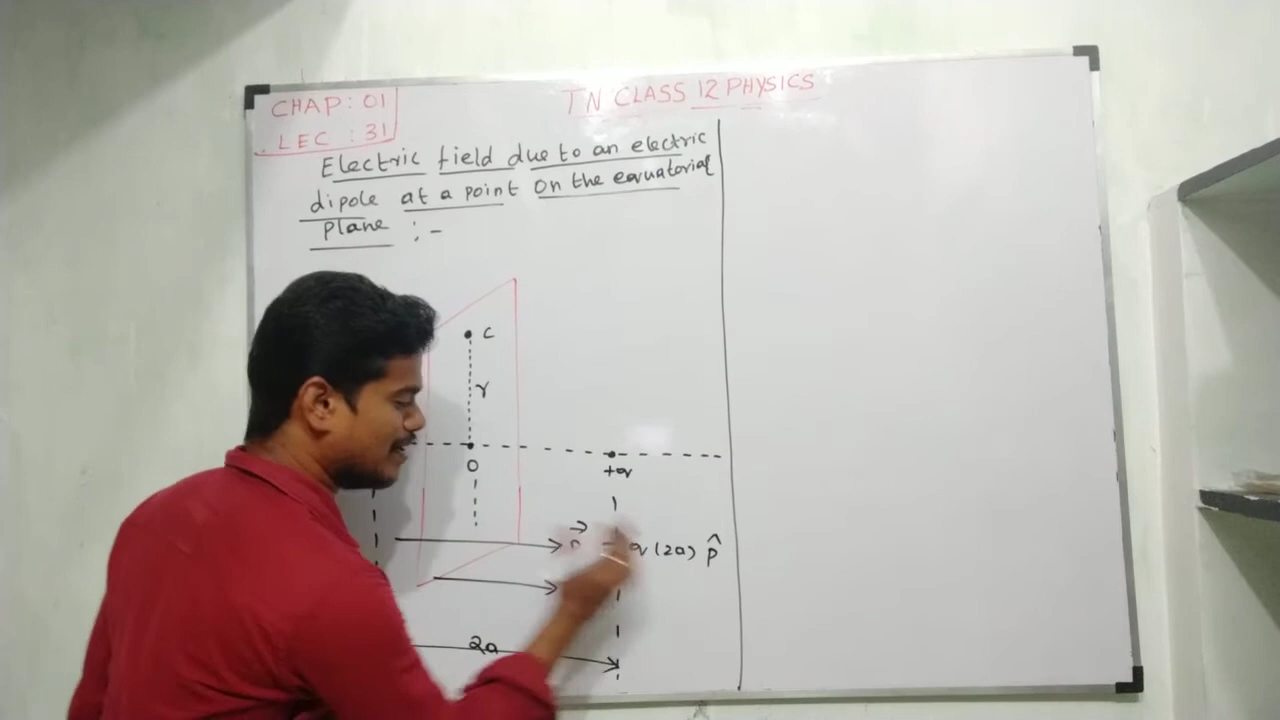 CHAP: 01
LEC : 31
TN CLASS 12 PHYSICS
Electric field due to an electric
dipole at a point on the equatorial
plane :-
C
r
O
+q
q (2a) p̂
2a